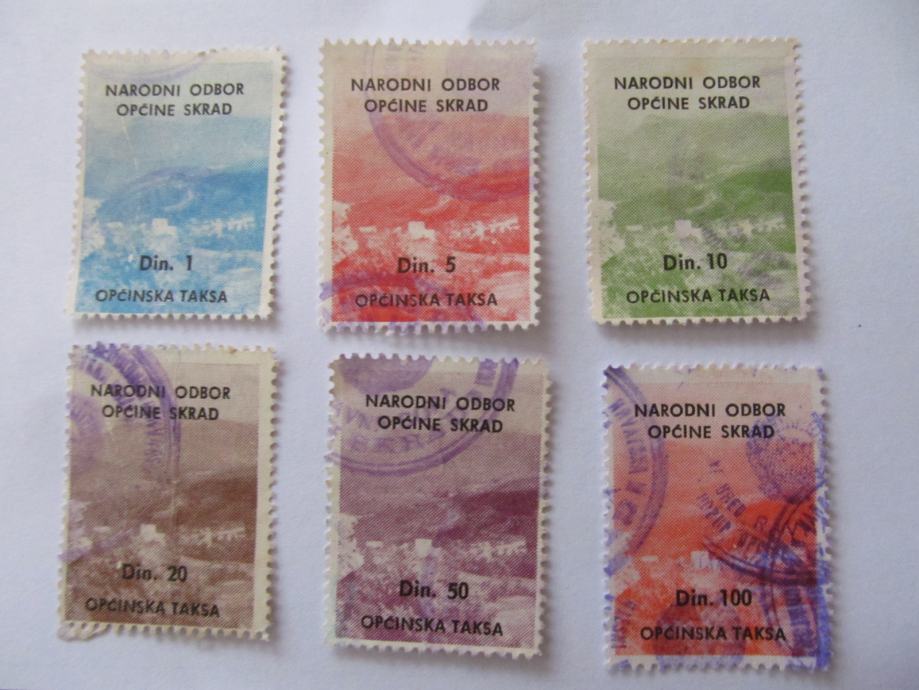 NARODNI ODBOR
OPĆINE SKRAD
Din. 1
OPĆINSKA TAKSA
NARODNI ODBOR
OPĆINE SKRAD
Din. 5
OPĆINSKA TAKSA
NARODNI ODBOR
OPĆINE SKRAD
Din. 10
OPĆINSKA TAKSA
NARODNI ODBOR
OPĆINE SKRAD
Din. 20
OPĆINSKA TAKSA
NARODNI ODBOR
OPĆINE SKRAD
Din. 50
OPĆINSKA TAKSA
NARODNI ODBOR
OPĆINE SKRAD
Din. 100
OPĆINSKA TAKSA